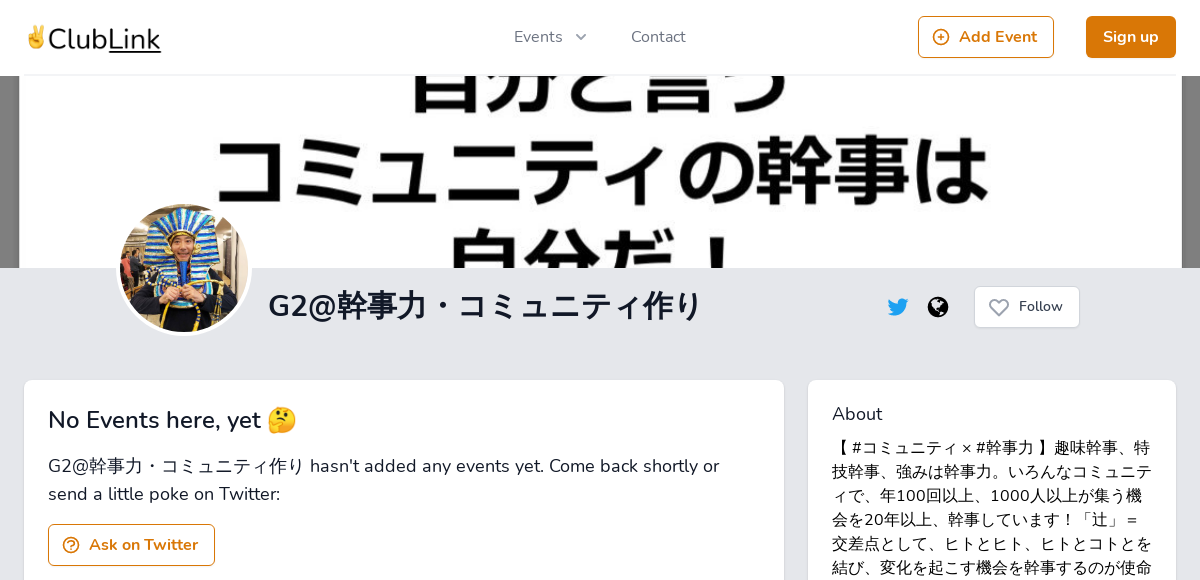 ✌️ClubLink
Events
Contact
Add Event
Sign up
自分と言う
コミュニティの幹事は
自分だ！
G2@幹事力・コミュニティ作り
Follow
No Events here, yet 🤔
G2@幹事力・コミュニティ作り hasn't added any events yet. Come back shortly or
send a little poke on Twitter:
Ask on Twitter
About
【 #コミュニティ × #幹事力 】趣味幹事、特
技幹事、強みは幹事力。いろんなコミュニテ
ィで、年100回以上、1000人以上が集う機
会を20年以上、幹事しています！「辻」＝
交差点として、ヒトとヒト、ヒトとコトとを
結び、変化を起こす機会を幹事するのが使命